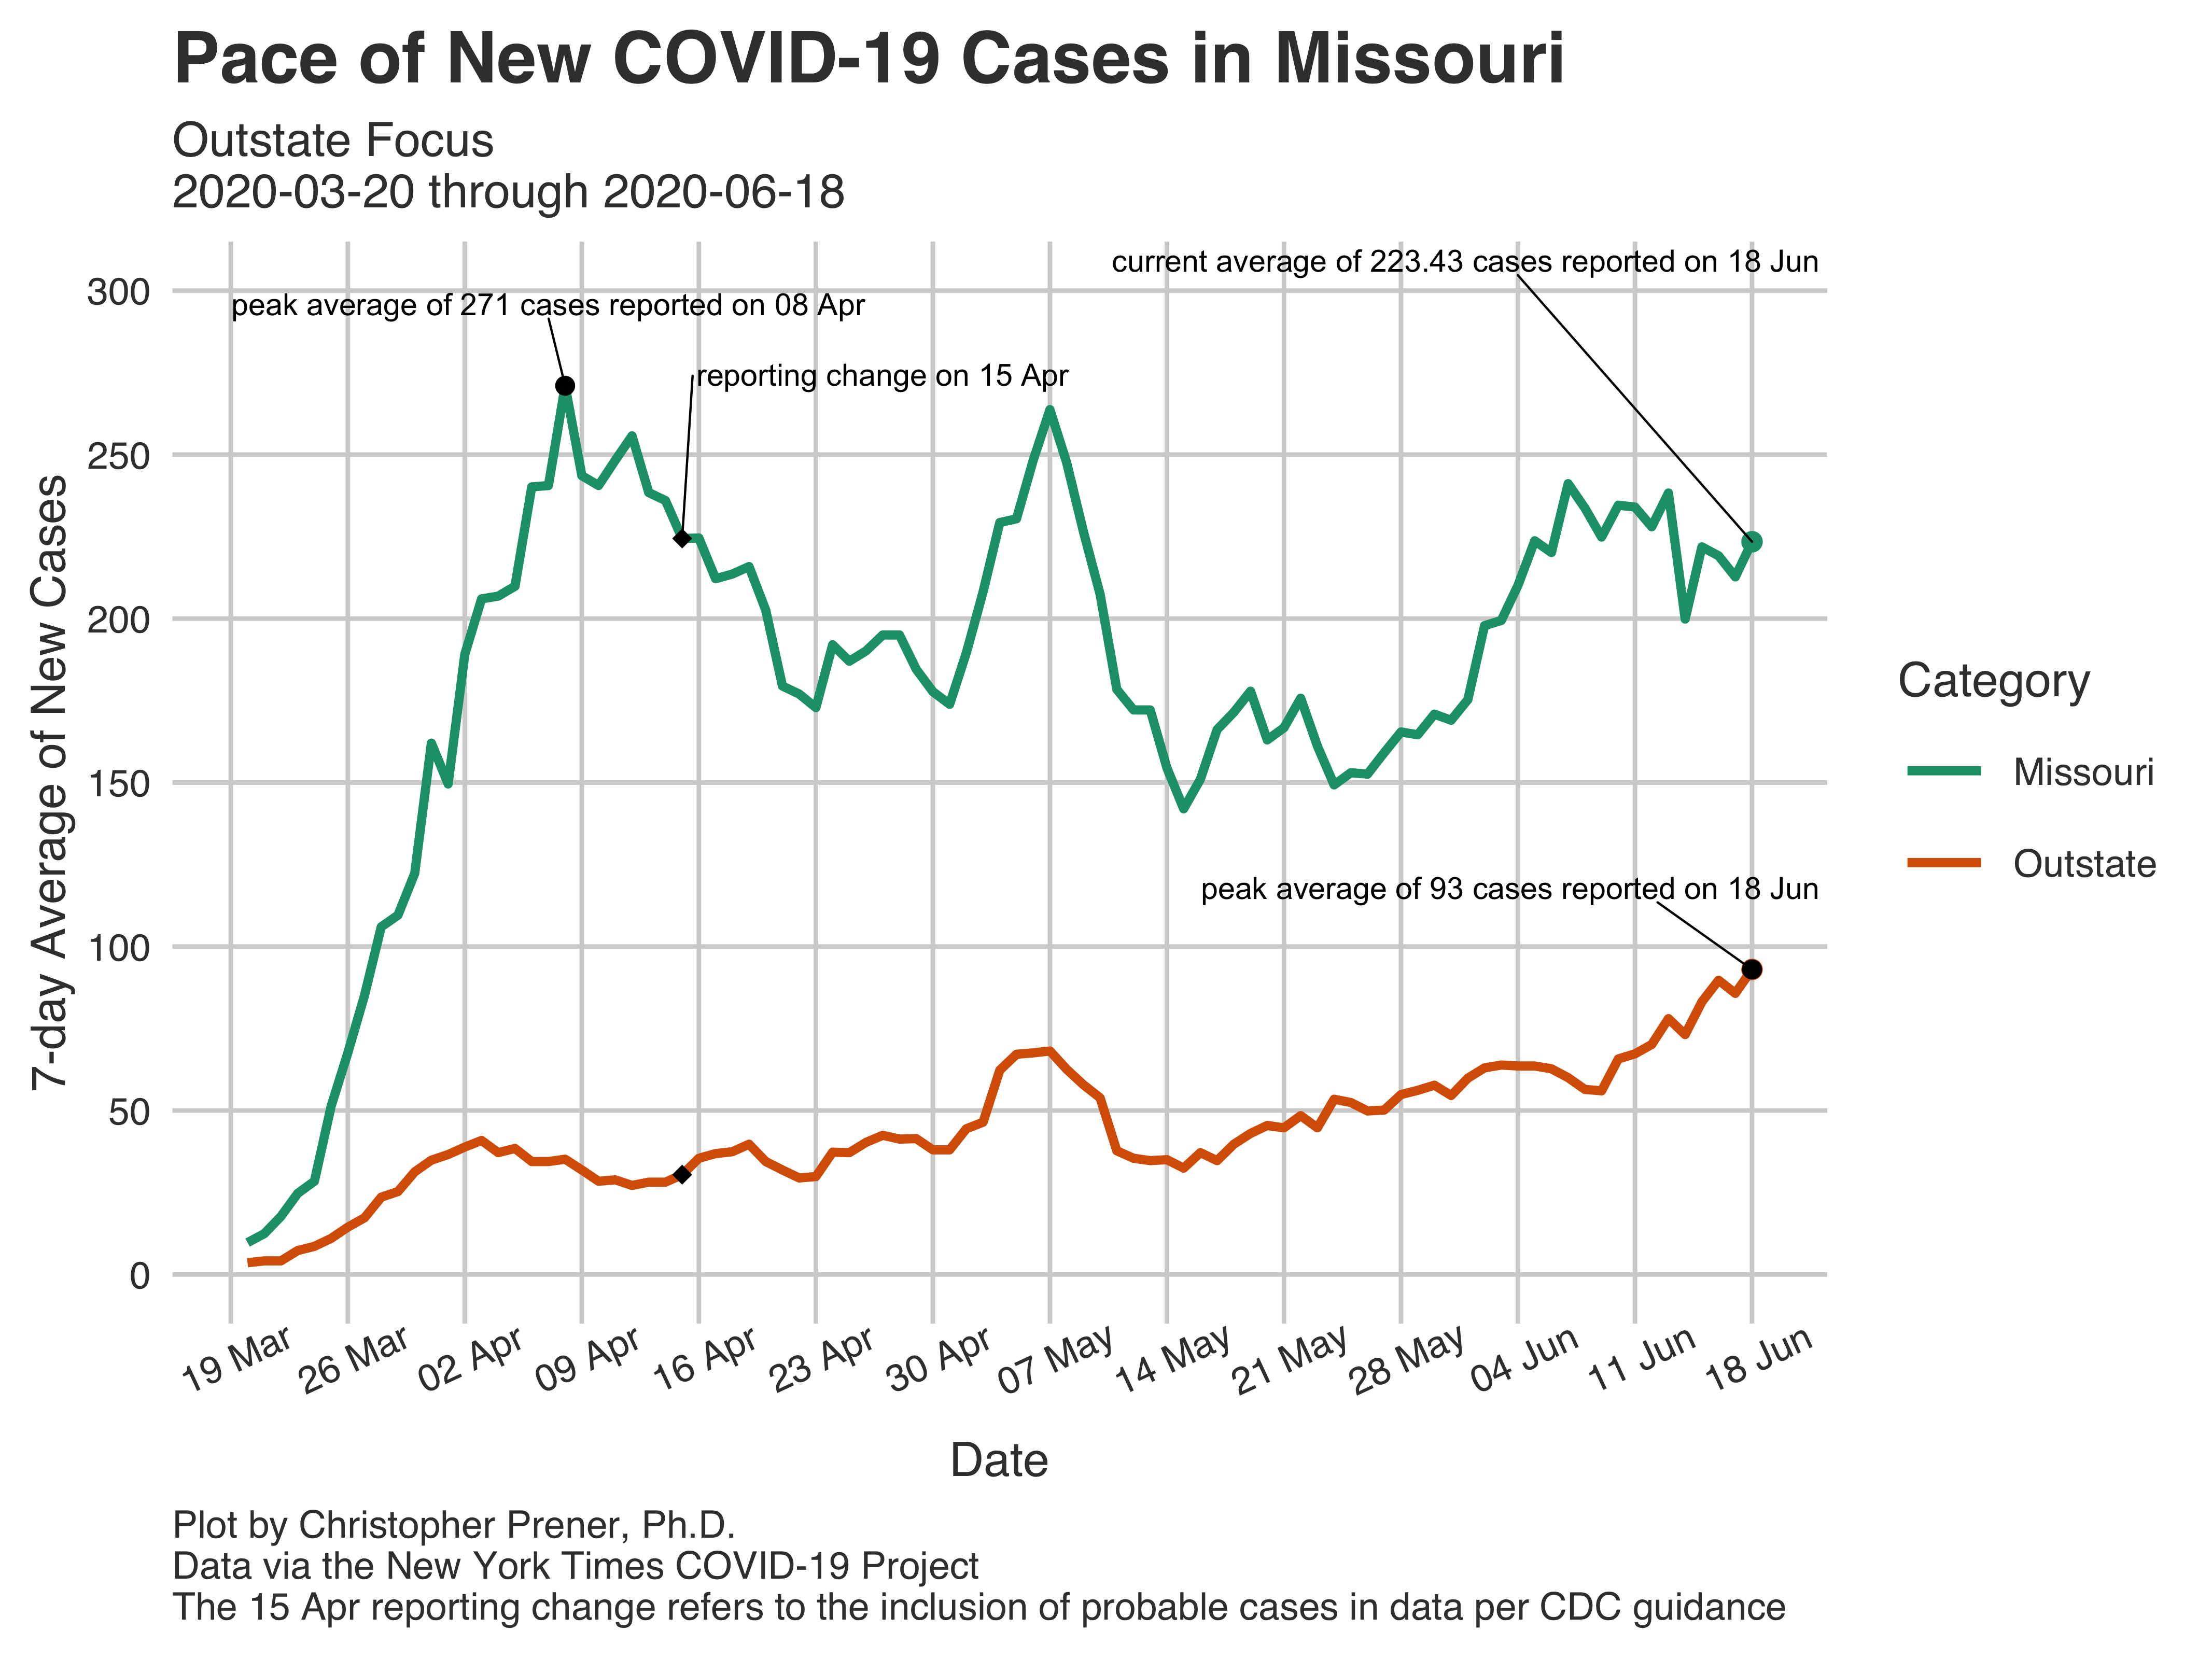 Pace of New COVID-19 Cases in Missouri
Outstate Focus
2020-03-20 through 2020-06-18
current average of 223.43 cases reported on 18 Jun
peak average of 271 cases reported on 08 Apr
reporting change on 15 Apr
peak average of 93 cases reported on 18 Jun
7-day Average of New Cases
300
250
200
150
100
50
0
19 Mar
26 Mar
02 Apr
09 Apr
16 Apr
23 Apr
30 Apr
07 May
14 May
21 May
28 May
04 Jun
11 Jun
18 Jun
Date
Category
Missouri
Outstate
Plot by Christopher Prener, Ph.D.
Data via the New York Times COVID-19 Project
The 15 Apr reporting change refers to the inclusion of probable cases in data per CDC guidance